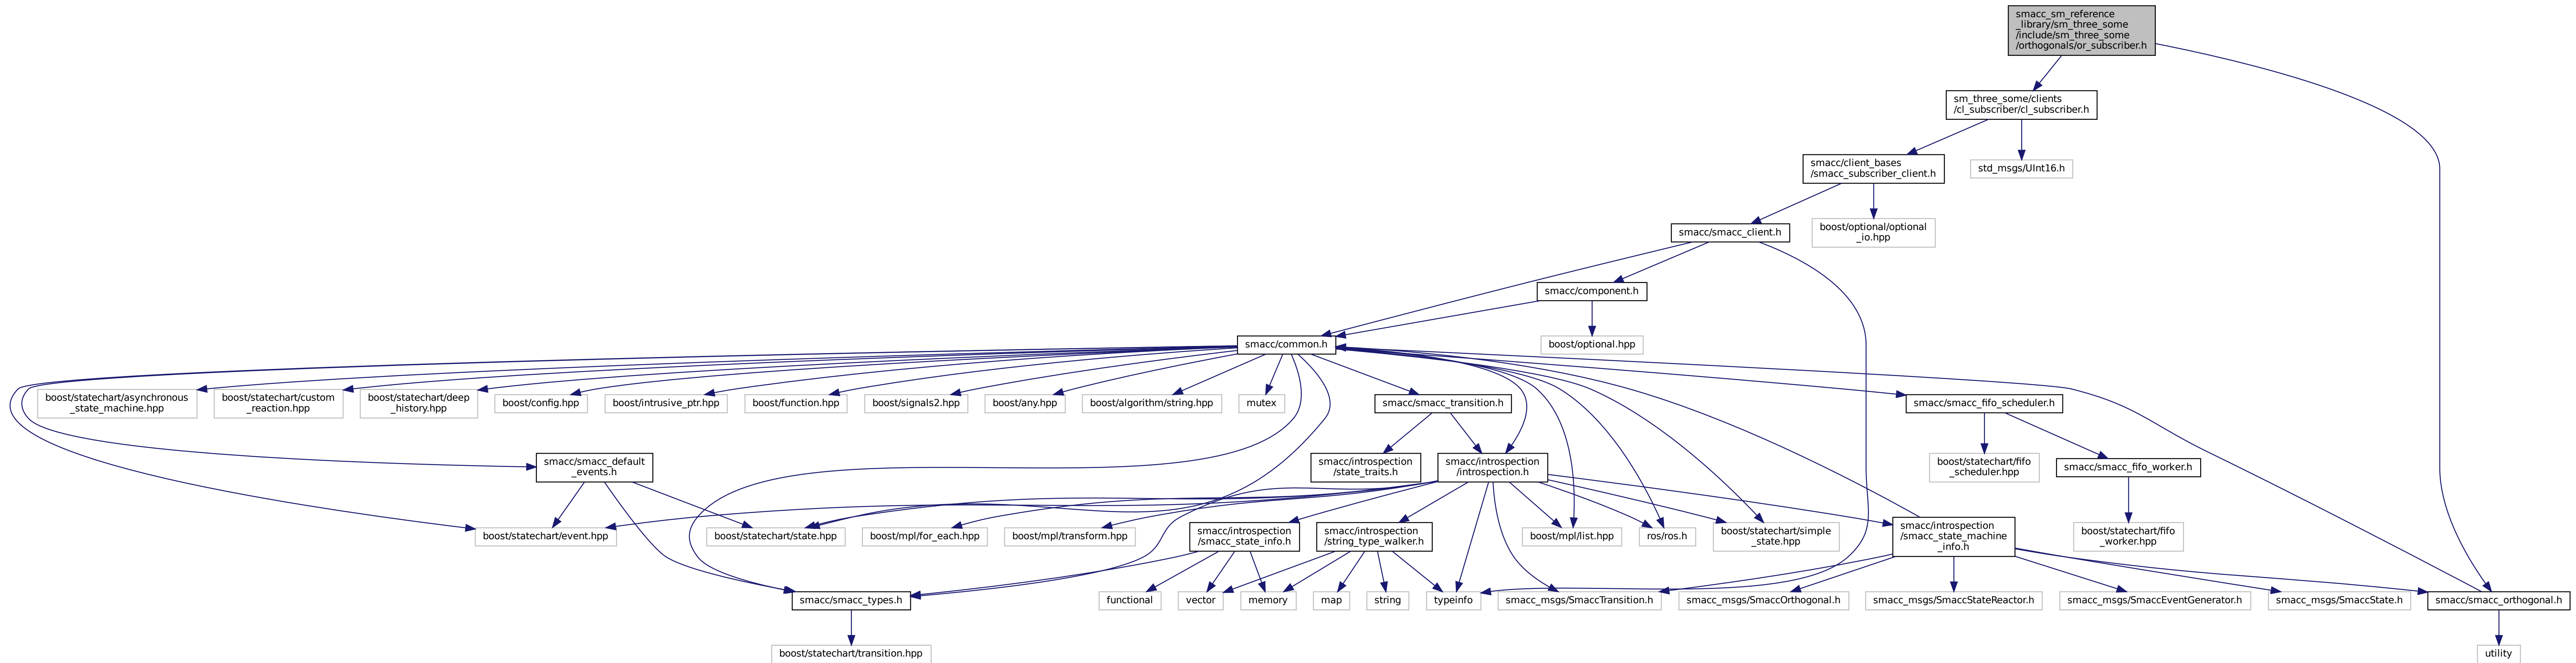 smacc_sm_reference
_library/sm_three_some
/include/sm_three_some
/orthogonals/or_subscriber.h
sm_three_some/clients
/cl_subscriber/cl_subscriber.h
smacc/client_bases
/smacc_subscriber_client.h
std_msgs/UInt16.h
smacc/smacc_client.h
boost/optional/optional
_io.hpp
smacc/component.h
smacc/common.h
boost/optional.hpp
boost/statechart/asynchronous
_state_machine.hpp
boost/statechart/custom
_reaction.hpp
boost/statechart/deep
_history.hpp
boost/config.hpp
boost/intrusive_ptr.hpp
boost/function.hpp
boost/signals2.hpp
boost/any.hpp
boost/algorithm/string.hpp
mutex
smacc/smacc_transition.h
smacc/smacc_fifo_scheduler.h
smacc/smacc_default
_events.h
smacc/introspection
/state_traits.h
smacc/introspection
/introspection.h
boost/statechart/fifo
_scheduler.hpp
smacc/smacc_fifo_worker.h
boost/statechart/event.hpp
boost/statechart/state.hpp
boost/mpl/for_each.hpp
boost/mpl/transform.hpp
smacc/introspection
/smacc_state_info.h
smacc/introspection
/string_type_walker.h
boost/mpl/list.hpp
ros/ros.h
boost/statechart/simple
_state.hpp
smacc/introspection
/smacc_state_machine
_info.h
boost/statechart/fifo
_worker.hpp
smacc/smacc_types.h
functional
vector
memory
map
string
typeinfo
smacc_msgs/SmaccTransition.h
smacc_msgs/SmaccOrthogonal.h
smacc_msgs/SmaccStateReactor.h
smacc_msgs/SmaccEventGenerator.h
smacc_msgs/SmaccState.h
smacc/smacc_orthogonal.h
boost/statechart/transition.hpp
utility